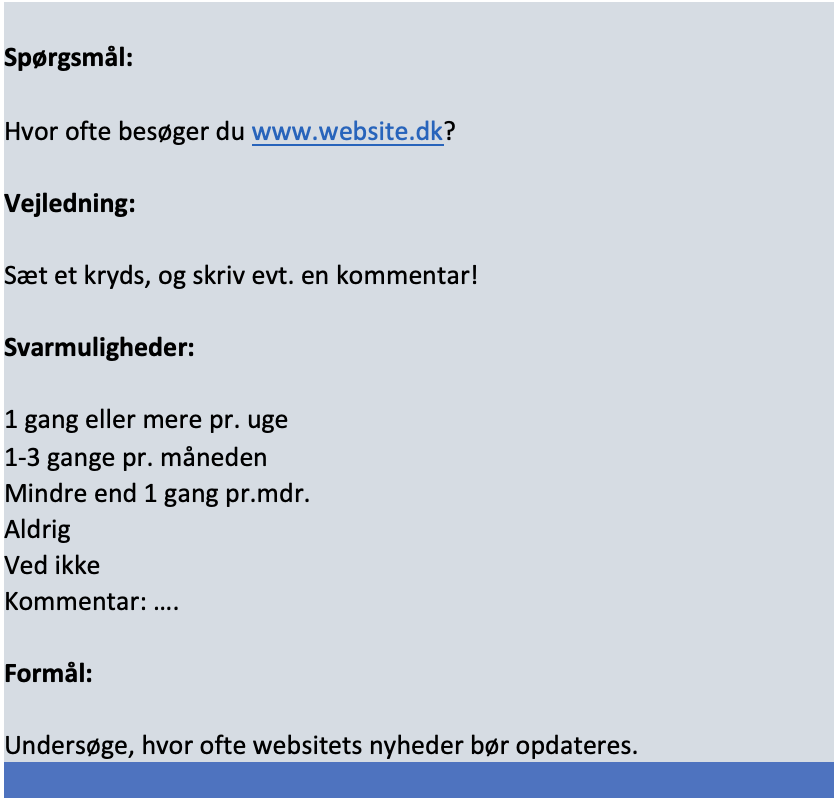 Spørgsmål:
Hvor ofte besøger du www.website.dk?
Vejledning:
Sæt et kryds, og skriv evt. en kommentar!
Svarmuligheder:
1 gang eller mere pr. uge
1-3 gange pr. måneden
Mindre end 1 gang pr.mdr.
Aldrig
Ved ikke
Kommentar: ….
Formål:
Undersøge, hvor ofte websitets nyheder bør opdateres.